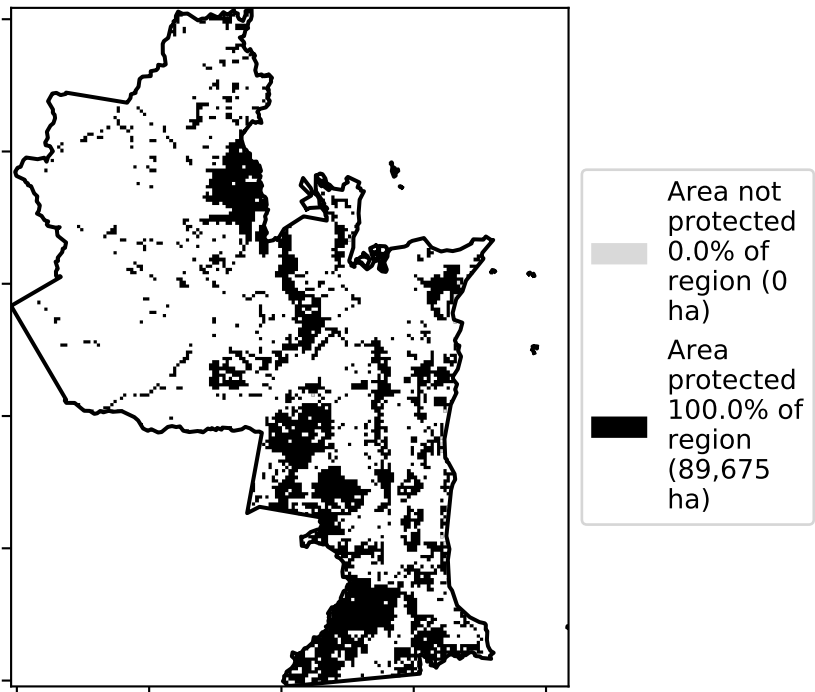 Area not
protected
0.0% of
region (0
ha)
Area
protected
100.0% of
region
(89,675
ha)